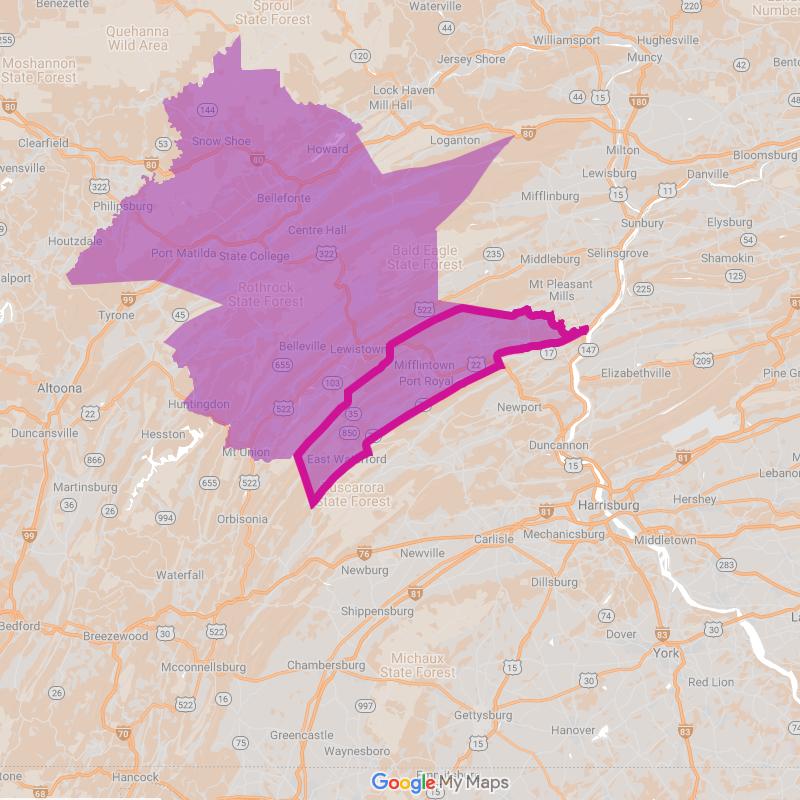 Benezette
Sproul
State Forest
Waterville
220
Quehanna
Wild Area
44
Williamsport
Hughesville
Moshannon
State Forest
120
Jersey Shore
Muncy
42
Lock Haven
Mill Hall
44
15
180
80
144
Clearfield
53
Snow Shoe
Howard
Loganton
80
80
80
Milton
Bloomsburg
322
Lewisburg
Danville
Philipsburg
Bellefonte
Mifflinburg
15
11
Sunbury
Elysburg
Houtzdale
Centre Hall
54
Port Matilda
State College
322
Bald Eagle
State Forest
235
Middleburg
Selinsgrove
Shamokin
125
99
Rothrock
State Forest
Mt Pleasant
Mills
225
45
522
Tyrone
Belleville
Lewistown
147
655
Mifflintown
22
17
209
Altoona
103
Port Royal
Elizabethville
22
Huntingdon
522
35
Newport
Duncansville
Hesston
850
Duncannon
866
Mt Union
East Waterford
81
15
Martinsburg
655
522
Tuscarora
State Forest
36
26
Harrisburg
Hershey
994
Orbisonia
81
Carlisle
Mechanicsburg
Middletown
99
76
Newville
283
Waterfall
Newburg
Dillsburg
81
Shippensburg
74
Bedford
Breezewood
30
522
Dover
83
30
York
Mcconnellsburg
Chambersburg
Michaux
State Forest
15
30
Red Lion
26
16
522
997
Gettysburg
70
75
Greencastle
15
Hanover
83
Waynesboro
74
68
Hancock
15
Google My Maps